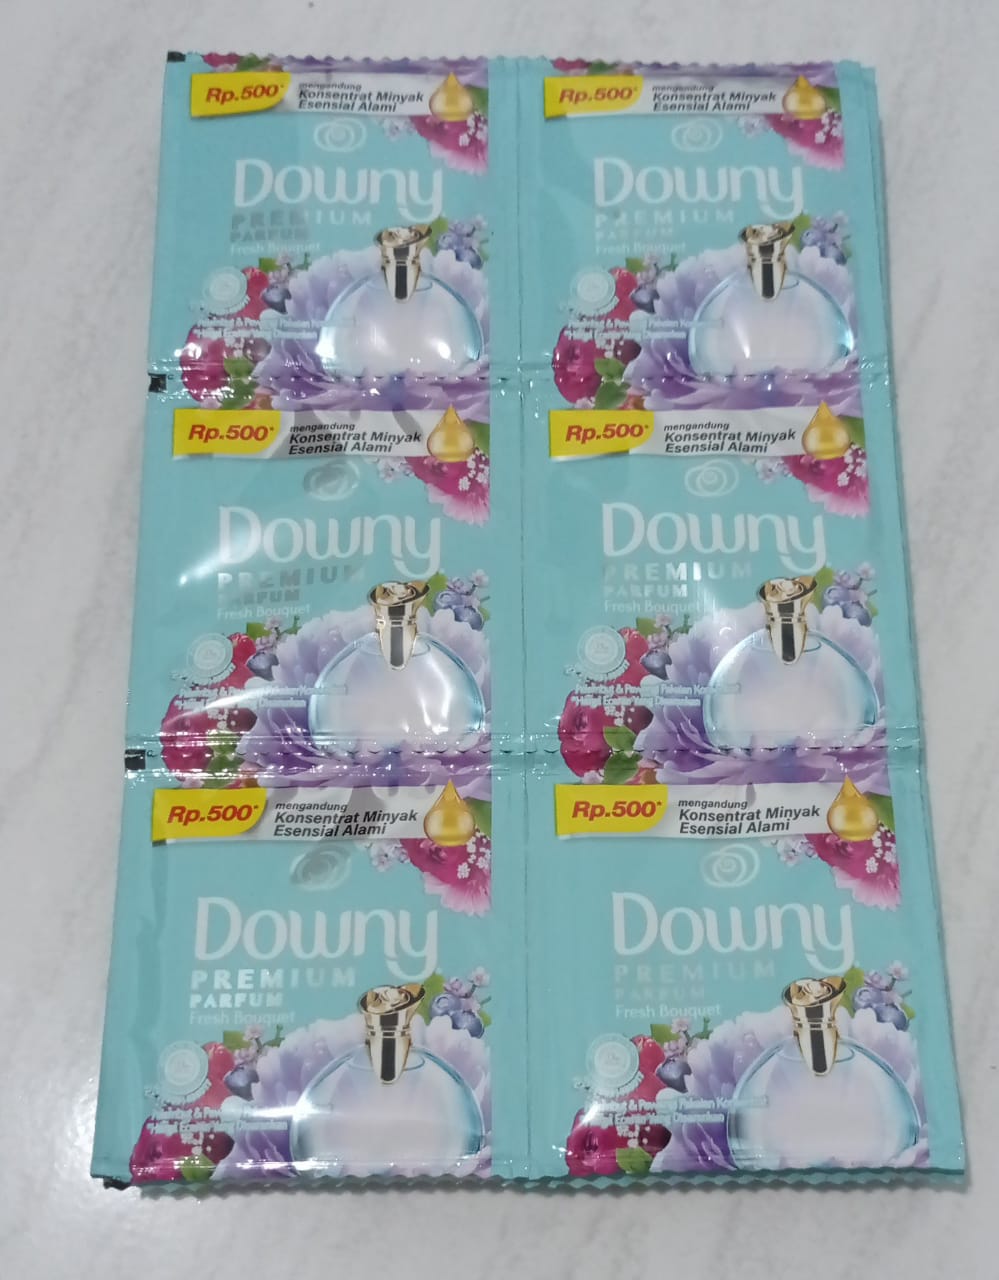 Rp.500*
mengandung
Konsentrat Minyak
Esensial Alami
Downy
PREMIUM
PARFUM
Fresh Bouquet
Rp.500*
mengandung
Konsentrat Minyak
Esensial Alami
Downy
PREMIUM
PARFUM
Fresh Bouquet
Rp.500*
mengandung
Konsentrat Minyak
Esensial Alami
Downy
PREMIUM
PARFUM
Fresh Bouquet
Rp.500*
mengandung
Konsentrat Minyak
Esensial Alami
Downy
PREMIUM
PARFUM
Fresh Bouquet
Rp.500*
mengandung
Konsentrat Minyak
Esensial Alami
Downy
PREMIUM
PARFUM
Fresh Bouquet
Rp.500*
mengandung
Konsentrat Minyak
Esensial Alami
Downy
PREMIUM
PARFUM
Fresh Bouquet